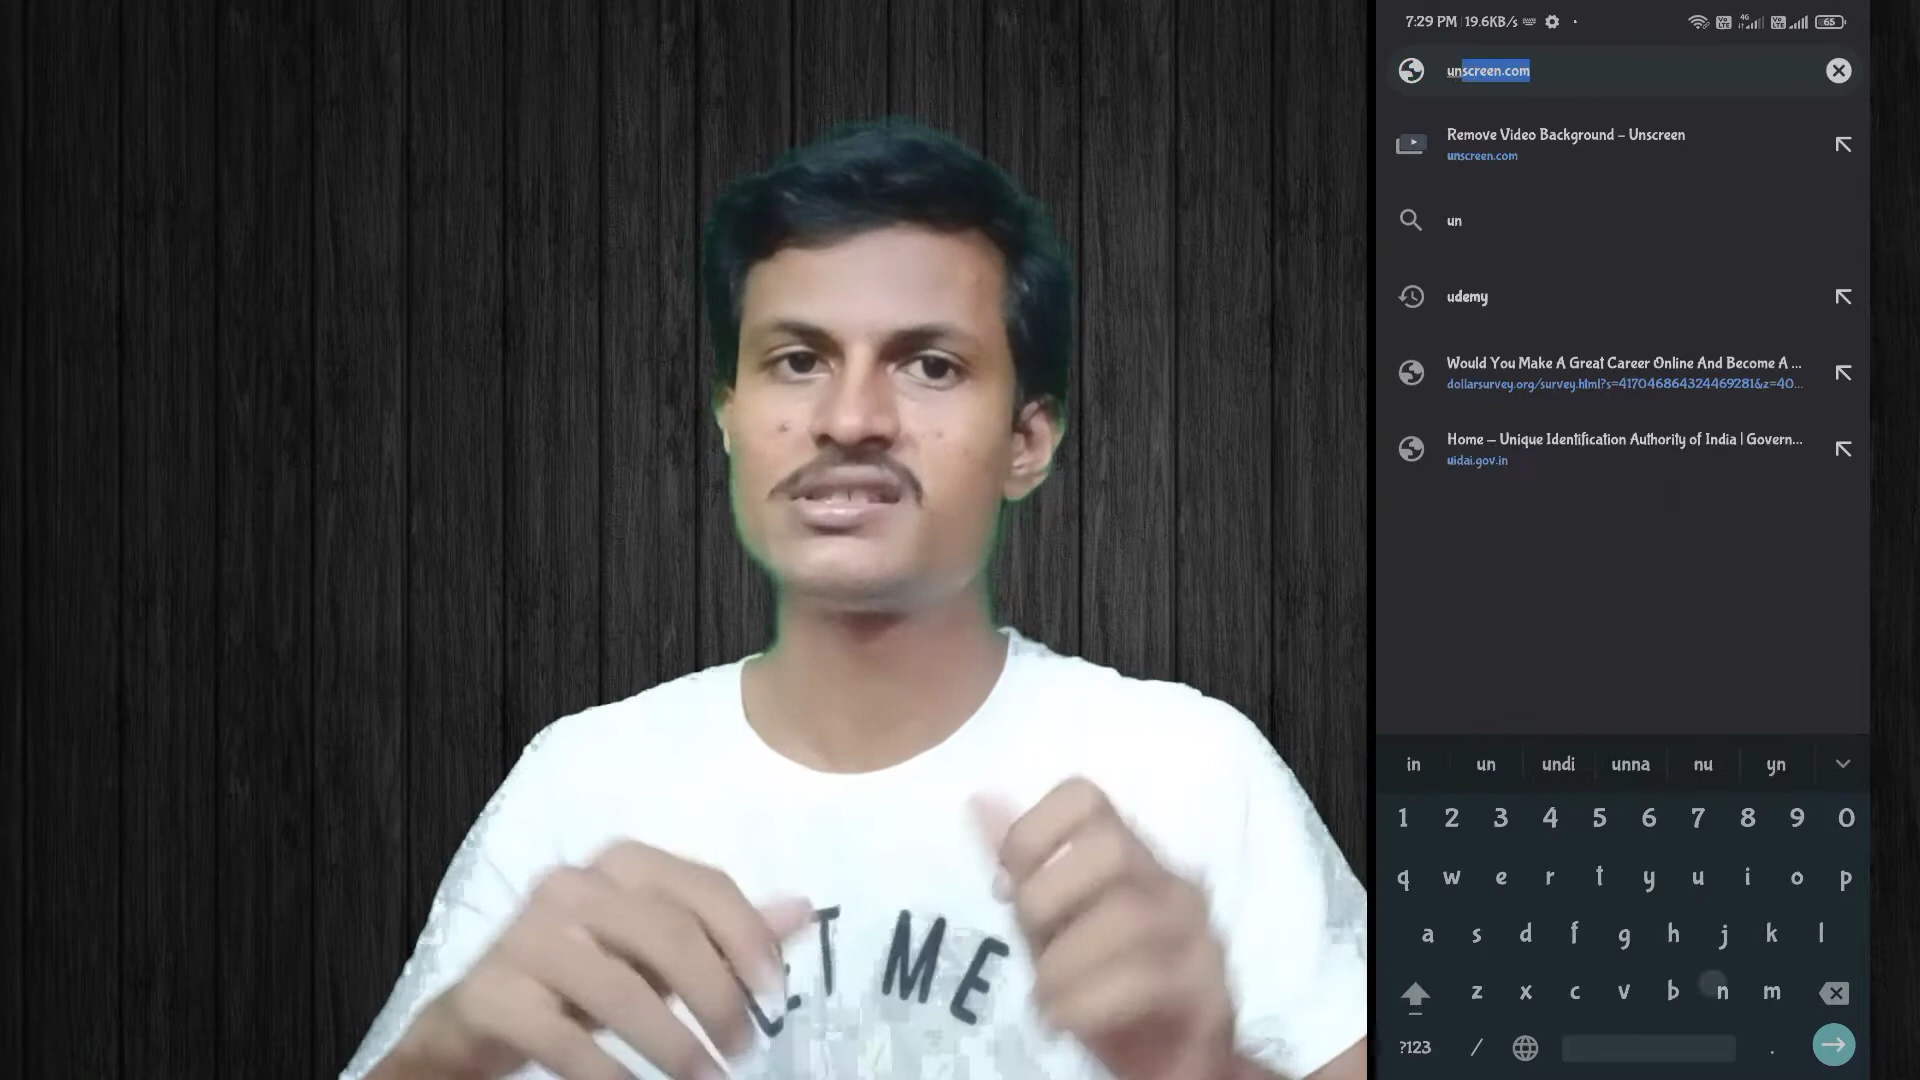 7:29 PM 19.6KB/s 4G 65
unscreen.com
Remove Video Background – Unscreen
unscreen.com
un
udemy
Would You Make A Great Career Online And Become A ...
dollarsurvey.org/survey.html?s=417046864324469281&z=40...
Home – Unique Identification Authority of India | Govern...
uidai.gov.in
in un undi unna nu yn
1 2 3 4 5 6 7 8 9 0
q w e r t y u i o p
a s d f g h j k l
z x c v b n m
?123 / .
ET ME